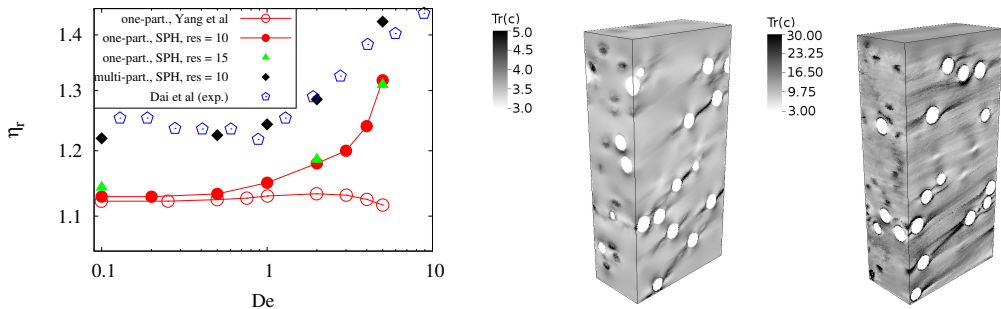 1.4
1.3
1.2
1.1
ηr
one-part., Yang et al
one-part., SPH, res = 10
one-part., SPH, res = 15
multi-part., SPH, res = 10
Dai et al (exp.)
0.1
1
10
De
Tr(c)
5.0
4.5
4.0
3.5
3.0
Tr(c)
30.00
23.25
16.50
9.75
3.00